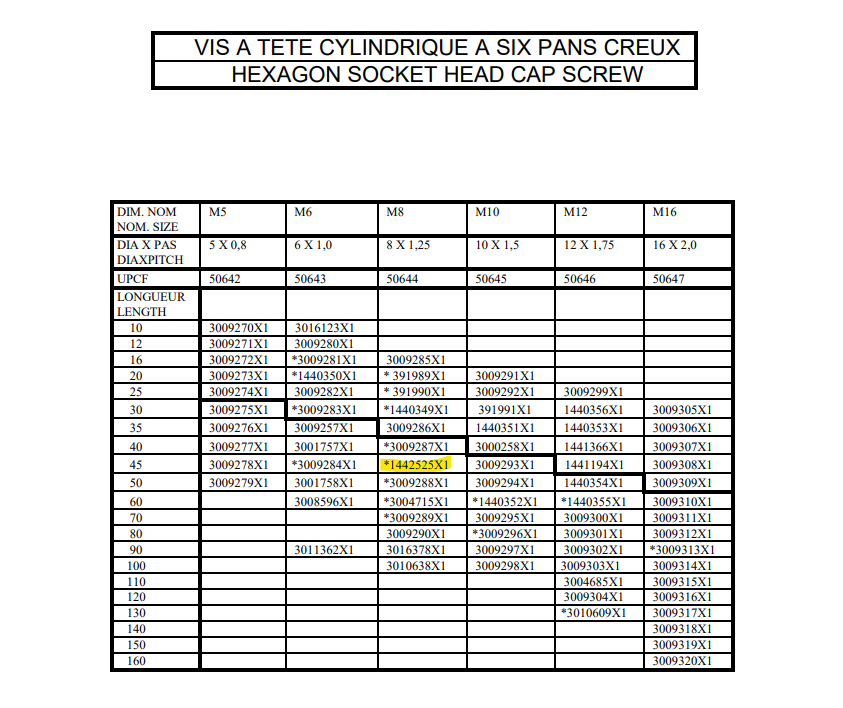 VIS A TETE CYLINDRIQUE A SIX PANS CREUX
HEXAGON SOCKET HEAD CAP SCREW
DIM. NOM M5 M6 M8 M10 M12 M16
NOM. SIZE
DIA X PAS 5 X 0,8 6 X 1,0 8 X 1,25 10 X 1,5 12 X 1,75 16 X 2,0
DIAXPITCH
UPCF 50642 50643 50644 50645 50646 50647
LONGUEUR
LENGTH
10 3009270X1 3016123X1
12 3009271X1 3009280X1
16 3009272X1 *3009281X1 3009285X1
20 3009273X1 *1440350X1 * 391989X1 3009291X1
25 3009274X1 3009282X1 * 391990X1 3009292X1 3009299X1
30 3009275X1 *3009283X1 *1440349X1 391991X1 1440356X1 3009305X1
35 3009276X1 3009257X1 3009286X1 1440351X1 1440353X1 3009306X1
40 3009277X1 3001757X1 *3009287X1 3000258X1 1441366X1 3009307X1
45 3009278X1 *3009284X1 *1442525X1 3009293X1 1441194X1 3009308X1
50 3009279X1 3001758X1 *3009288X1 3009294X1 1440354X1 3009309X1
60 3008596X1 *3004715X1 *1440352X1 *1440355X1 3009310X1
70 *3009289X1 3009295X1 3009300X1 3009311X1
80 3009290X1 *3009296X1 3009301X1 3009312X1
90 3011362X1 3016378X1 3009297X1 3009302X1 *3009313X1
100 3010638X1 3009298X1 3009303X1 3009314X1
110 3004685X1 3009315X1
120 3009304X1 3009316X1
130 *3010609X1 3009317X1
140 3009318X1
150 3009319X1
160 3009320X1